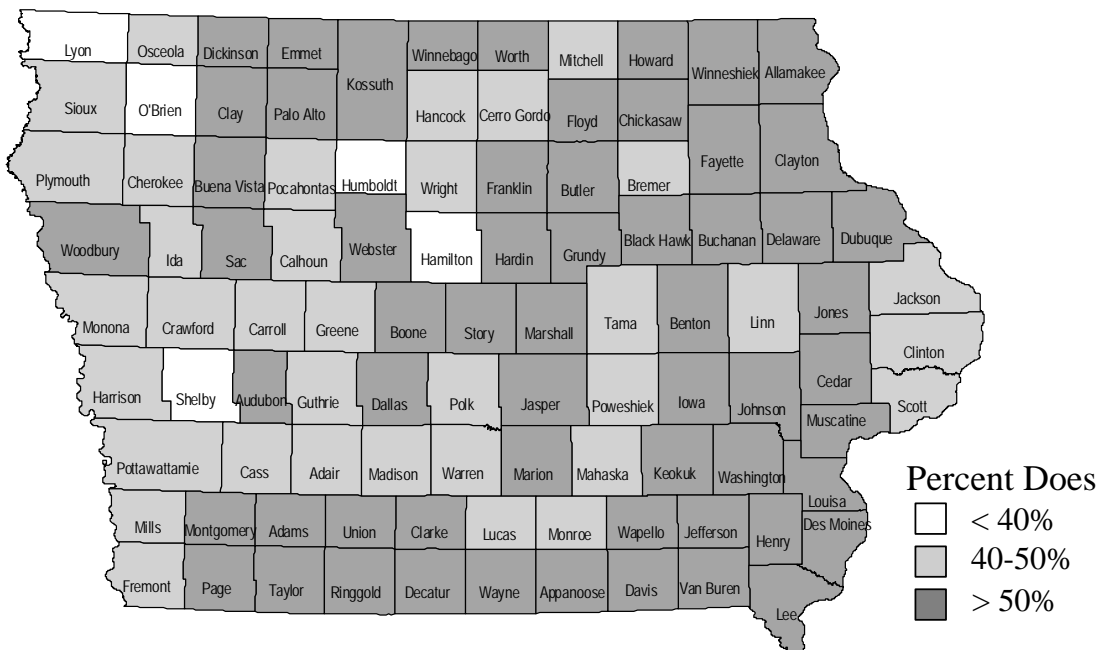 Lyon
Osceola
Dickinson
Emmet
Winnebago
Worth
Mitchell
Howard
Winneshiek
Allamakee
Kossuth
Sioux
O'Brien
Clay
Palo Alto
Hancock
Cerro Gordo
Floyd
Chickasaw
Fayette
Clayton
Plymouth
Cherokee
Buena Vista
Pocahontas
Humboldt
Wright
Franklin
Butler
Bremer
Woodbury
Ida
Sac
Calhoun
Webster
Hamilton
Hardin
Grundy
Black Hawk
Buchanan
Delaware
Dubuque
Monona
Crawford
Carroll
Greene
Boone
Story
Marshall
Tama
Benton
Linn
Jones
Jackson
Clinton
Harrison
Shelby
Audubon
Guthrie
Dallas
Polk
Jasper
Poweshiek
Iowa
Johnson
Cedar
Scott
Muscatine
Pottawattamie
Cass
Adair
Madison
Warren
Marion
Mahaska
Keokuk
Washington
Louisa
Mills
Montgomery
Adams
Union
Clarke
Lucas
Monroe
Wapello
Jefferson
Henry
Des Moines
Fremont
Page
Taylor
Ringgold
Decatur
Wayne
Appanoose
Davis
Van Buren
Lee
Percent Does
< 40%
40-50%
> 50%